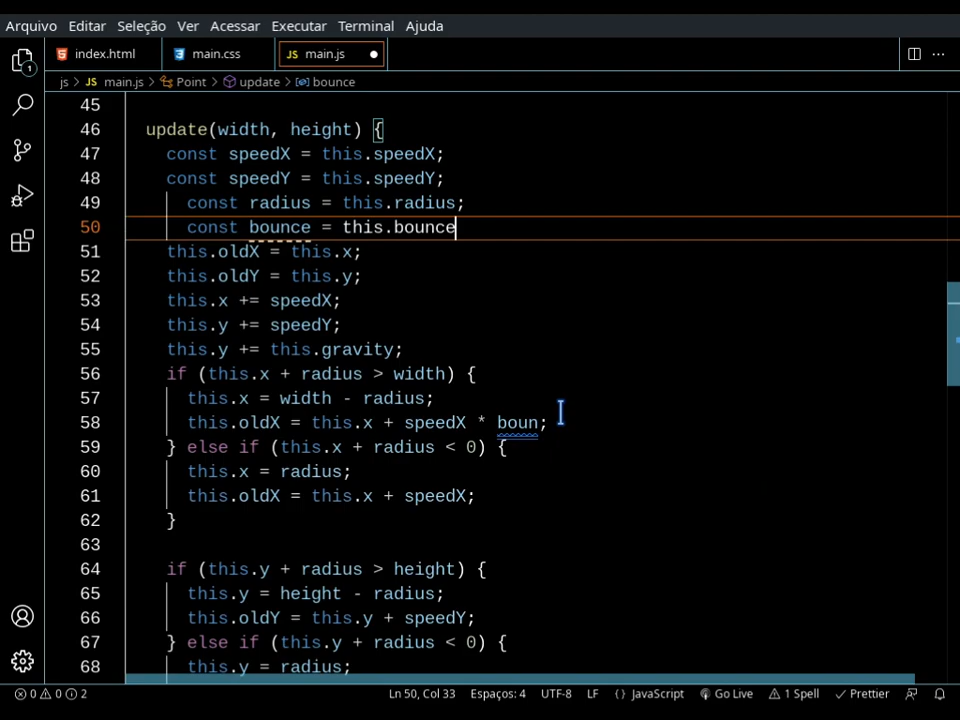 Arquivo Editar Seleção Ver Acessar Executar Terminal Ajuda
index.html main.css JS main.js
js > JS main.js > Point > update > bounce
45
46 update(width, height) {
47 const speedX = this.speedX;
48 const speedY = this.speedY;
49 const radius = this.radius;
50 const bounce = this.bounce
51 this.oldX = this.x;
52 this.oldY = this.y;
53 this.x += speedX;
54 this.y += speedY;
55 this.y += this.gravity;
56 if (this.x + radius > width) {
57 this.x = width - radius;
58 this.oldX = this.x + speedX * boun;
59 } else if (this.x + radius < 0) {
60 this.x = radius;
61 this.oldX = this.x + speedX;
62 }
63
64 if (this.y + radius > height) {
65 this.y = height - radius;
66 this.oldY = this.y + speedY;
67 } else if (this.y + radius < 0) {
68 this.y = radius;
1
0 0 2 Ln 50, Col 33 Espaços: 4 UTF-8 LF {} JavaScript Go Live 1 Spell Prettier